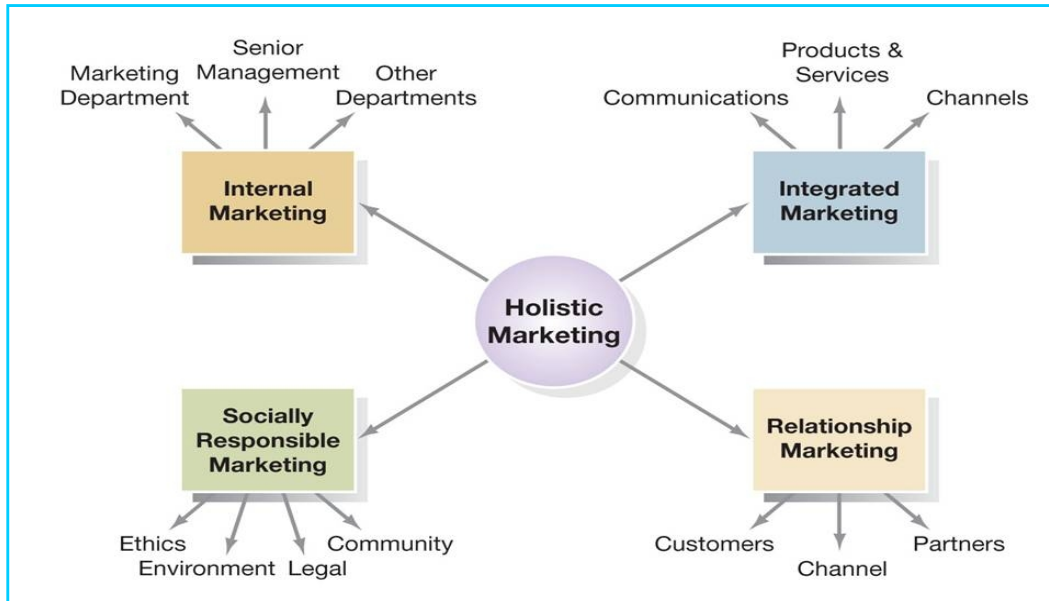 Senior
Management
Marketing
Department
Other
Departments
Internal
Marketing
Products &
Services
Communications
Channels
Integrated
Marketing
Holistic
Marketing
Socially
Responsible
Marketing
Ethics
Environment
Legal
Community
Relationship
Marketing
Customers
Channel
Partners